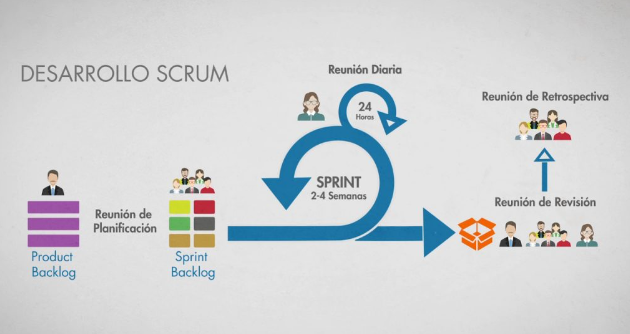 DESARROLLO SCRUM
Reunión Diaria
24
Horas
SPRINT
2-4 Semanas
Reunión de
Planificación
Product
Backlog
Sprint
Backlog
Reunión de Retrospectiva
Reunión de Revisión